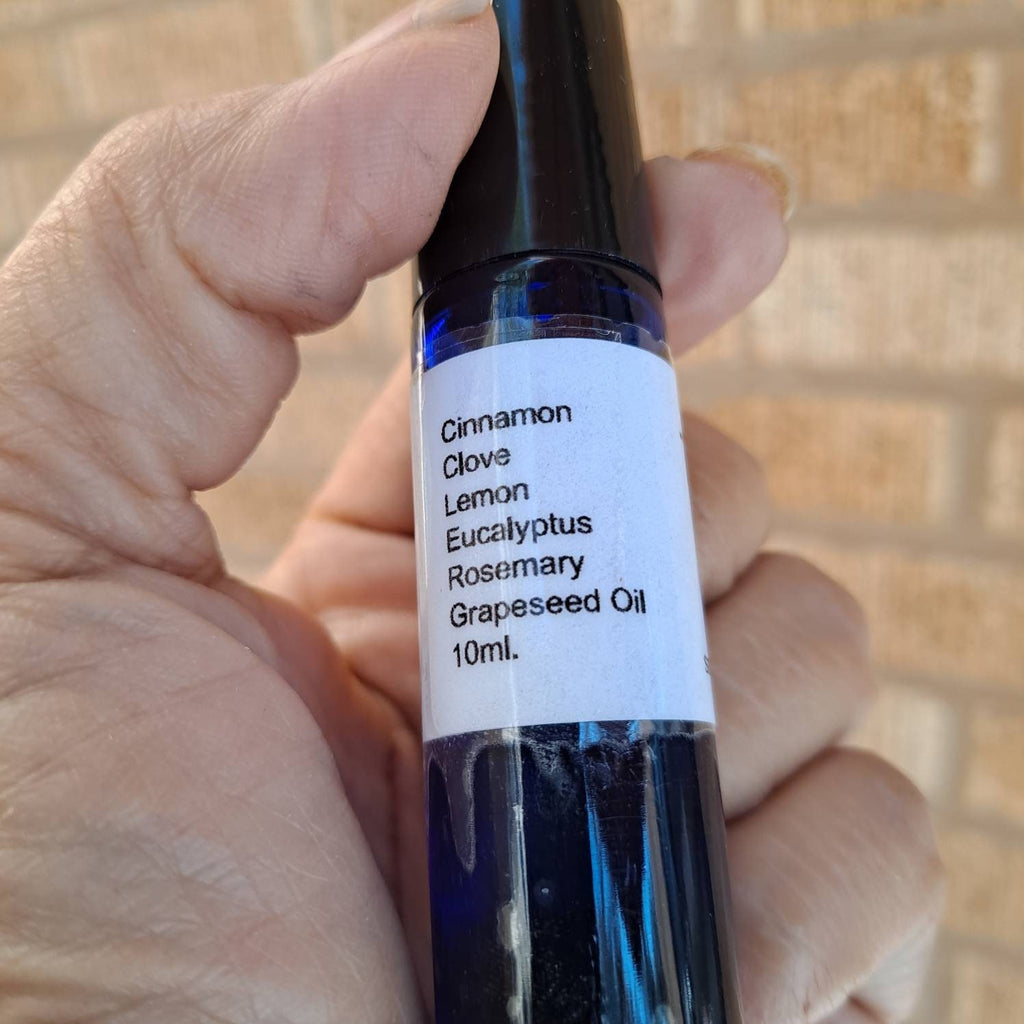 Cinnamon
Clove
Lemon
Eucalyptus
Rosemary
Grapeseed Oil
10ml.